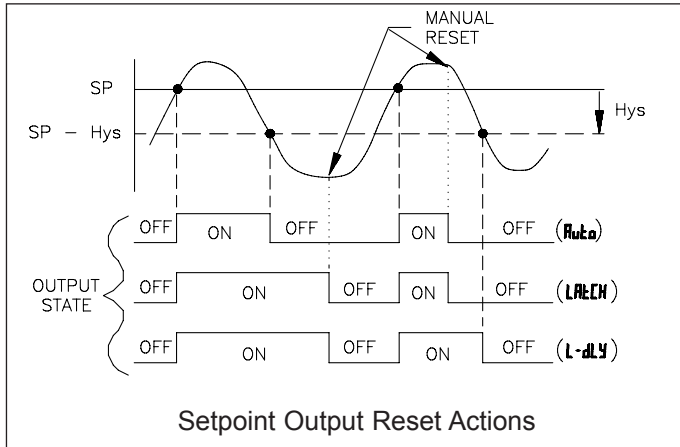 MANUAL
RESET
SP
Hys
SP - Hys
OFF ON OFF ON OFF (Auto)
OUTPUT
STATE
OFF ON OFF ON OFF (LAtCH)
OFF ON OFF ON OFF (L-dLY)
Setpoint Output Reset Actions